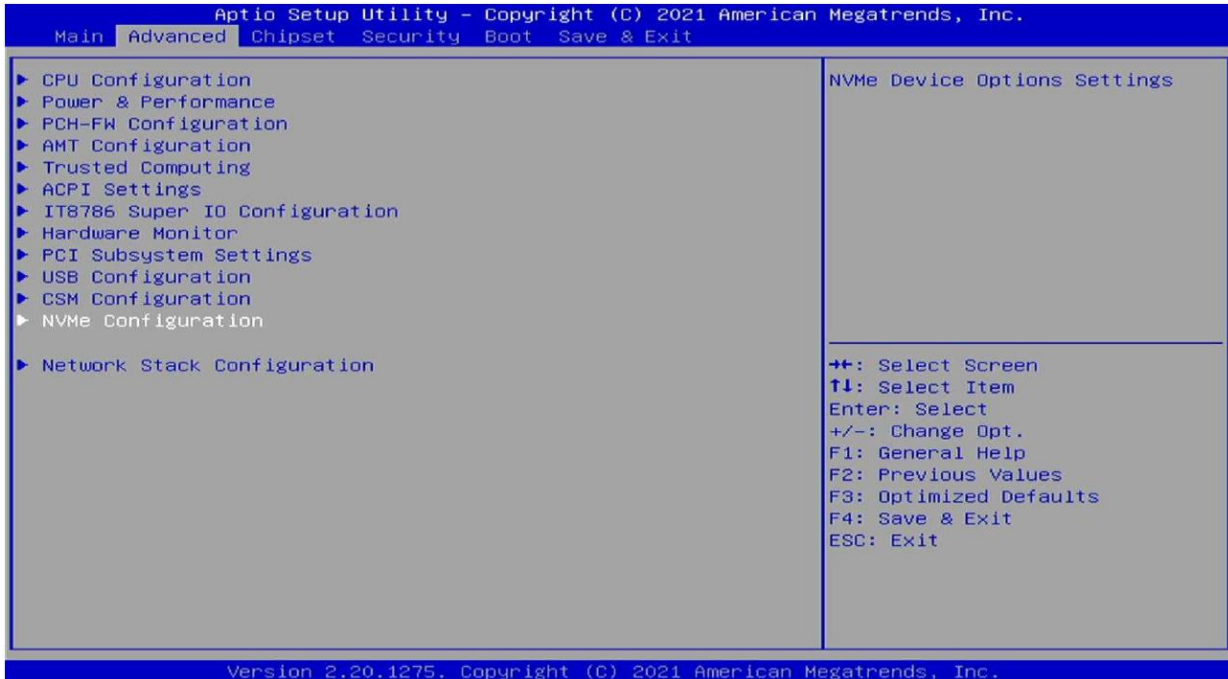 Aptio Setup Utility – Copyright (C) 2021 American Megatrends, Inc.
Main Advanced Chipset Security Boot Save & Exit
► CPU Configuration
► Power & Performance
► PCH-FW Configuration
► AMT Configuration
► Trusted Computing
► ACPI Settings
► IT8786 Super IO Configuration
► Hardware Monitor
► PCI Subsystem Settings
► USB Configuration
► CSM Configuration
► NVMe Configuration
► Network Stack Configuration
NVMe Device Options Settings
→←: Select Screen
↑↓: Select Item
Enter: Select
+/-: Change Opt.
F1: General Help
F2: Previous Values
F3: Optimized Defaults
F4: Save & Exit
ESC: Exit
Version 2.20.1275. Copyright (C) 2021 American Megatrends, Inc.